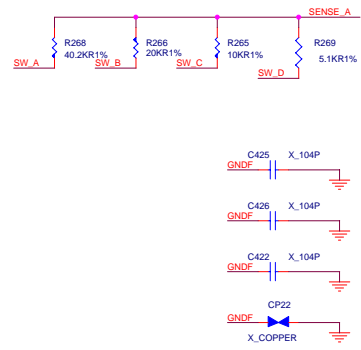 SENSE_A
R268
40.2KR1%
R266
20KR1%
R265
10KR1%
R269
5.1KR1%
SW_A
SW_B
SW_C
SW_D
C425 X_104P
GNDF
C426 X_104P
GNDF
C422 X_104P
GNDF
CP22
GNDF
X_COPPER